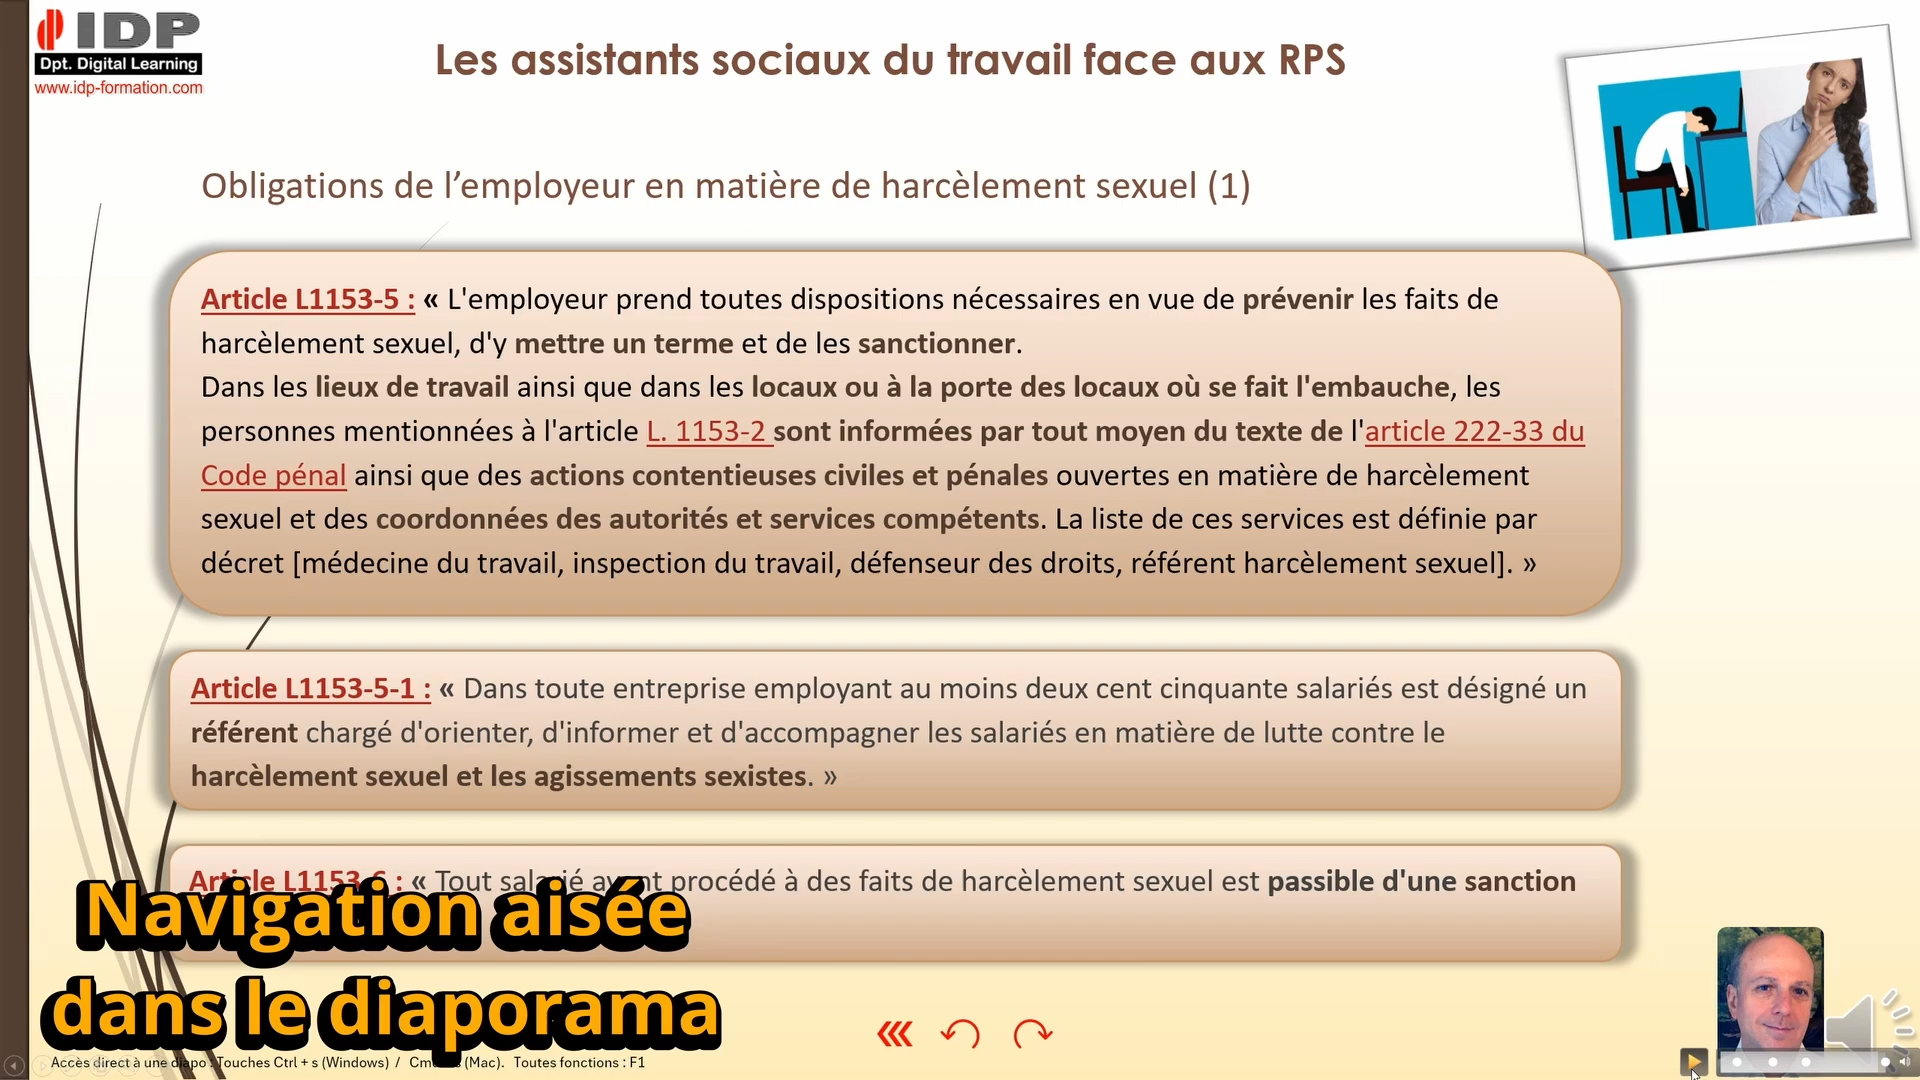 IDP
Dpt. Digital Learning
www.idp-formation.com
Les assistants sociaux du travail face aux RPS
Obligations de l’employeur en matière de harcèlement sexuel (1)
Article L1153-5 : « L'employeur prend toutes dispositions nécessaires en vue de prévenir les faits de
harcèlement sexuel, d'y mettre un terme et de les sanctionner.
Dans les lieux de travail ainsi que dans les locaux ou à la porte des locaux où se fait l'embauche, les
personnes mentionnées à l'article L. 1153-2 sont informées par tout moyen du texte de l'article 222-33 du
Code pénal ainsi que des actions contentieuses civiles et pénales ouvertes en matière de harcèlement
sexuel et des coordonnées des autorités et services compétents. La liste de ces services est définie par
décret [médecine du travail, inspection du travail, défenseur des droits, référent harcèlement sexuel]. »
Article L1153-5-1 : « Dans toute entreprise employant au moins deux cent cinquante salariés est désigné un
référent chargé d'orienter, d'informer et d'accompagner les salariés en matière de lutte contre le
harcèlement sexuel et les agissements sexistes. »
Article L1153-6 : « Tout salarié ayant procédé à des faits de harcèlement sexuel est passible d'une sanction
Navigation aisée
dans le diaporama
Accès direct à une diapo : Touches Ctrl + s (Windows) / (Mac). Toutes fonctions : F1